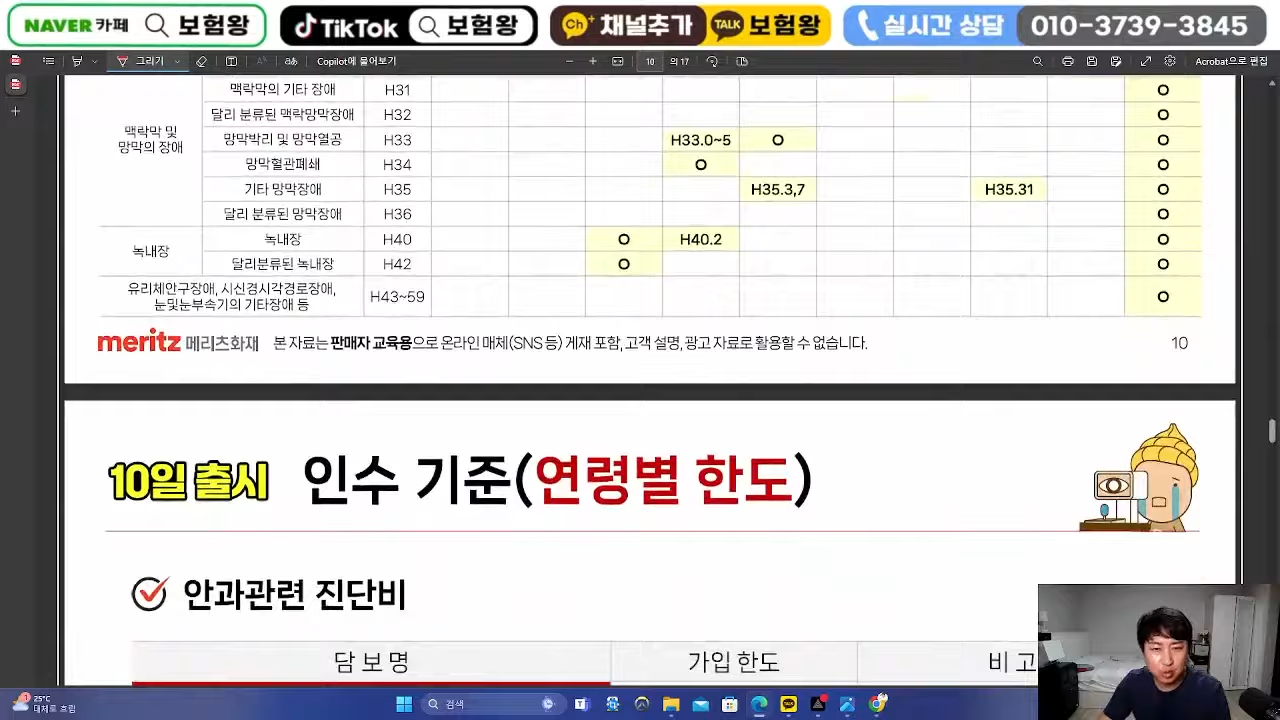 NAVER 카페 보험왕 TikTok 보험왕 Ch+ 채널추가 TALK 보험왕 실시간 상담 010-3739-3845
그리기 Copilot에 물어보기 10 의 17 Acrobat으로 편집
맥락막의 기타 장애 H31 O
달리 분류된 맥락망막장애 H32 O
맥락막 및
망막의 장애
망막박리 및 망막열공 H33 H33.0~5 O O
망막혈관폐쇄 H34 O O
기타 망막장애 H35 H35.3,7 H35.31 O
달리 분류된 망막장애 H36 O
녹내장
녹내장 H40 O H40.2 O
달리분류된 녹내장 H42 O O
유리체안구장애, 시신경시각경로장애,
눈및눈부속기의 기타장애 등 H43~59 O
meritz 메리츠화재 본 자료는 판매자 교육용으로 온라인 매체(SNS 등) 게재 포함, 고객 설명, 광고 자료로 활용할 수 없습니다. 10
10일 출시 인수 기준(연령별 한도)
안과관련 진단비
담 보 명 가입 한도 비 고
25°C
검색